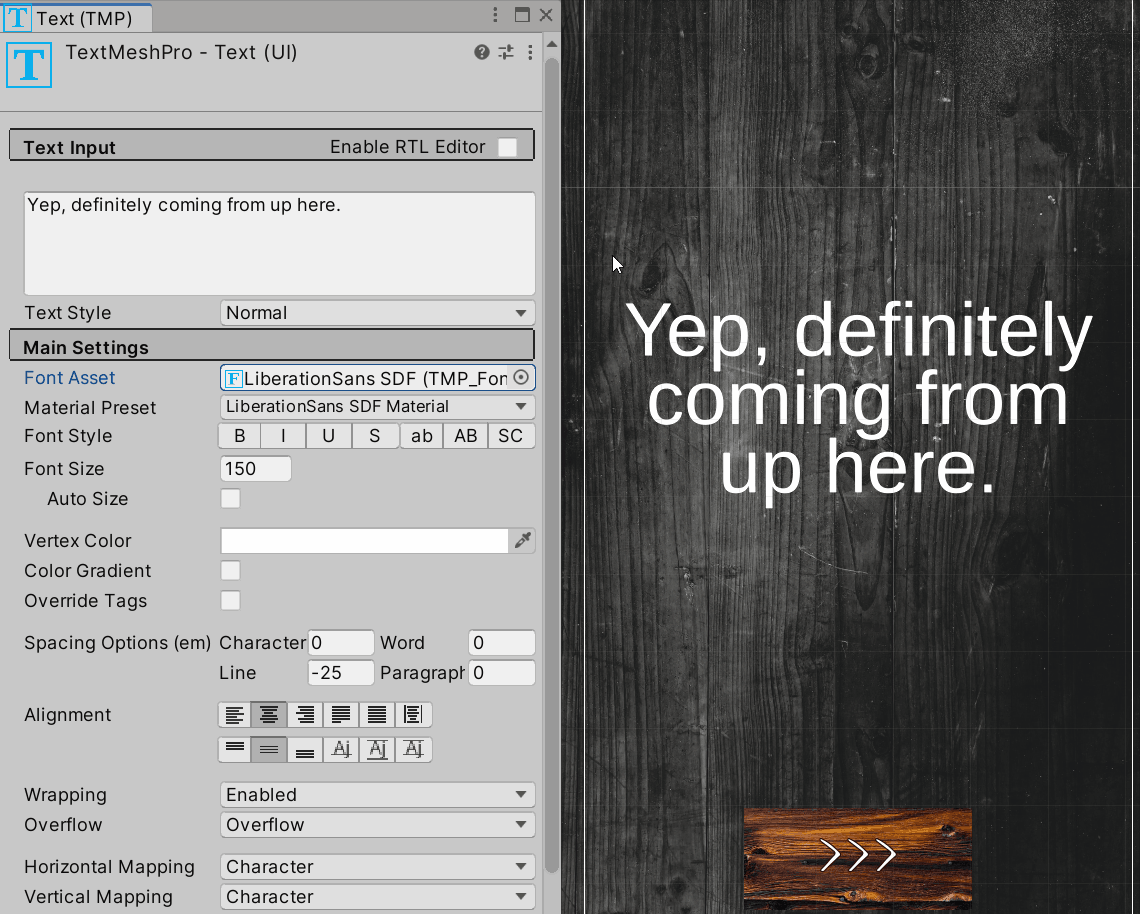 Text (TMP)
TextMeshPro - Text (UI)
Text Input
Enable RTL Editor
Yep, definitely coming from up here.
Text Style
Normal
Main Settings
Font Asset
LiberationSans SDF (TMP_Fon
Material Preset
LiberationSans SDF Material
Font Style
B I U S ab AB SC
Font Size
150
Auto Size
Vertex Color
Color Gradient
Override Tags
Spacing Options (em) Character 0 Word 0
Line -25 Paragraph 0
Alignment
Wrapping
Enabled
Overflow
Overflow
Horizontal Mapping
Character
Vertical Mapping
Character
Yep, definitely
coming from
up here.